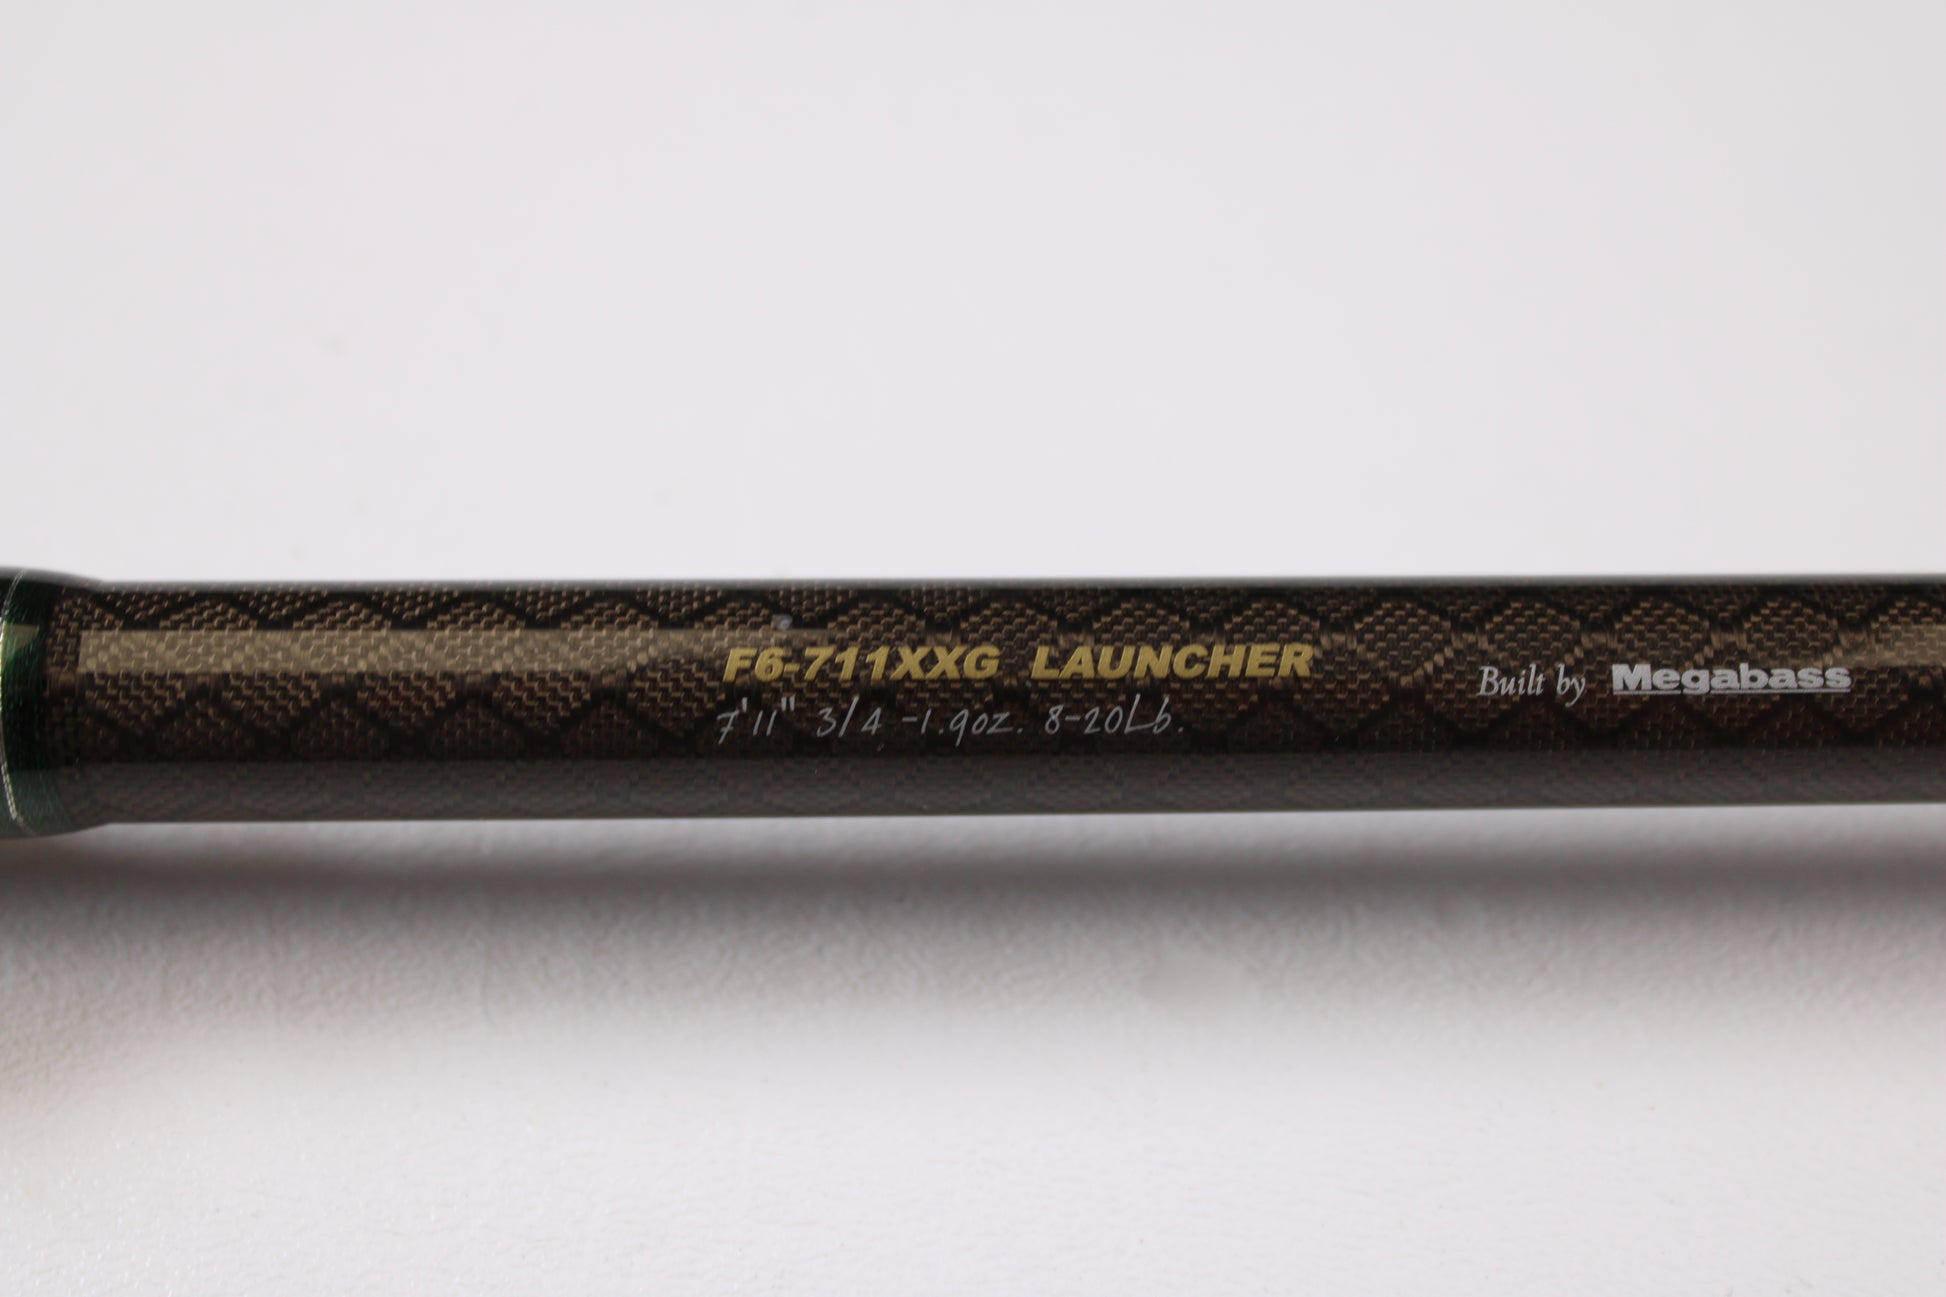 F6-711XXG LAUNCHER
7'11" 3/4 -1.9oz. 8-20Lb.
Built by Megabass